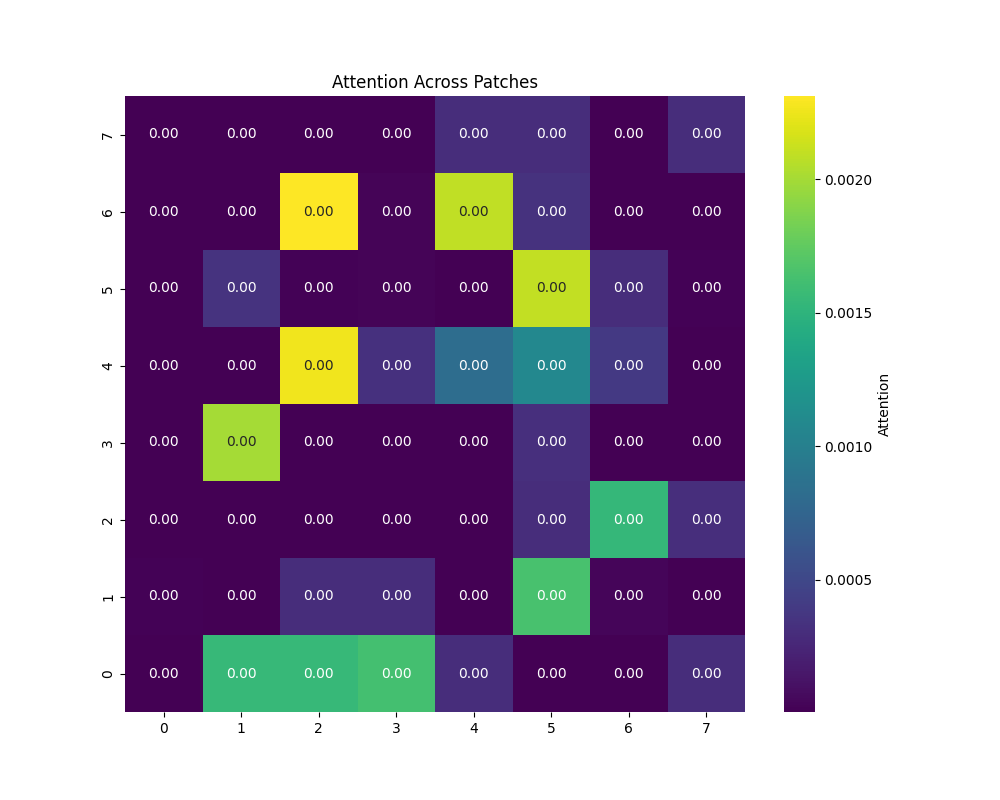 Attention Across Patches
7 0.00 0.00 0.00 0.00 0.00 0.00 0.00 0.00
0.0020
6 0.00 0.00 0.00 0.00 0.00 0.00 0.00 0.00
5 0.00 0.00 0.00 0.00 0.00 0.00 0.00 0.00
0.0015
4 0.00 0.00 0.00 0.00 0.00 0.00 0.00 0.00
Attention
3 0.00 0.00 0.00 0.00 0.00 0.00 0.00 0.00
0.0010
2 0.00 0.00 0.00 0.00 0.00 0.00 0.00 0.00
0.0005
1 0.00 0.00 0.00 0.00 0.00 0.00 0.00 0.00
0 0.00 0.00 0.00 0.00 0.00 0.00 0.00 0.00
0 1 2 3 4 5 6 7